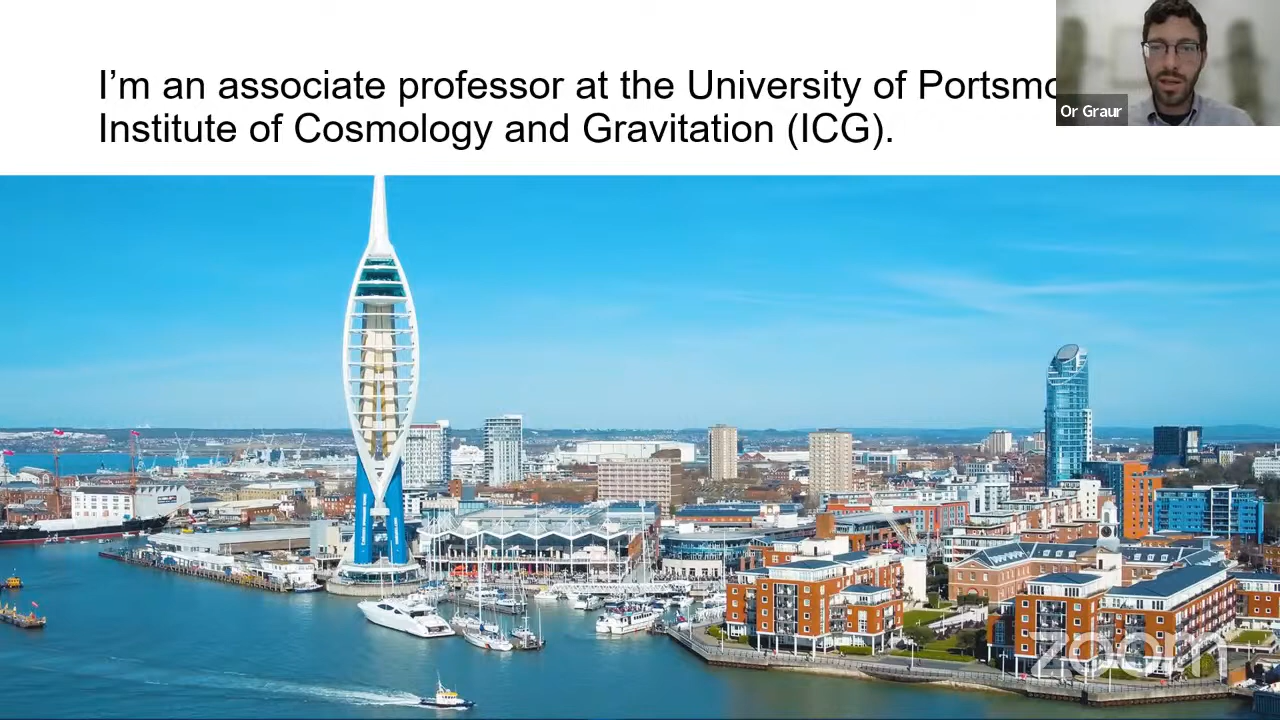 I'm an associate professor at the University of Portsmo
Institute of Cosmology and Gravitation (ICG).
Or Graur
zoom